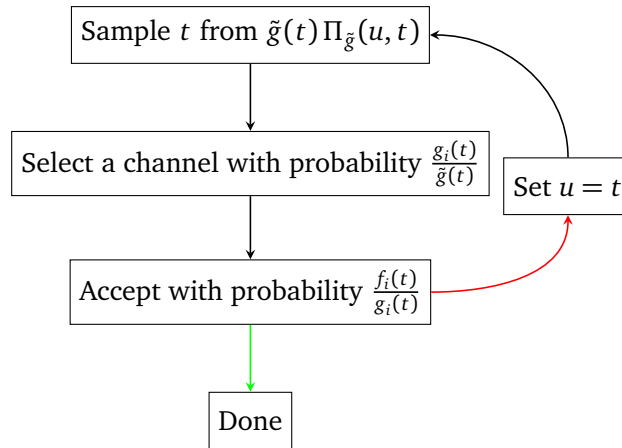 Sample t from g̃(t) Π_g̃(u, t)
Select a channel with probability g_i(t)/g̃(t)
Set u = t
Accept with probability f_i(t)/g_i(t)
Done